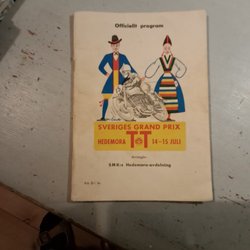 Officiellt program
SVERIGES GRAND PRIX
HEDEMORA TT 14-15 JULI
Arrangör:
S.M.K:s Hedemora-avdelning